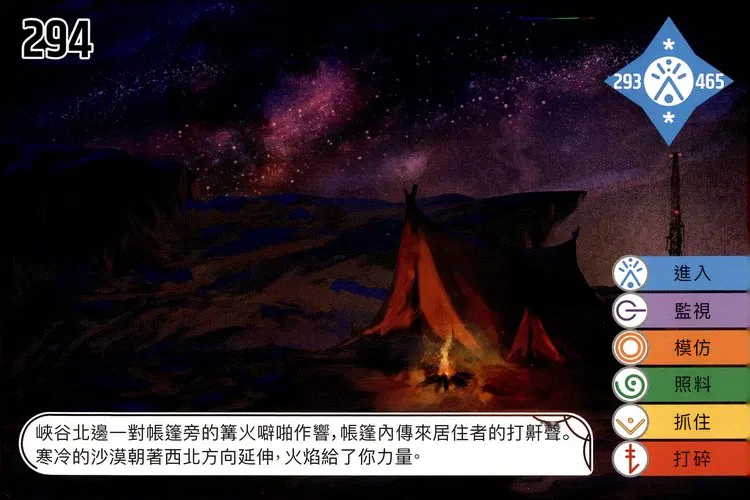 294
*
293 465
*
進入
監視
模仿
照料
抓住
打碎
峽谷北邊一對帳篷旁的篝火噼啪作響，帳篷內傳來居住者的打鼾聲。
寒冷的沙漠朝著西北方向延伸，火焰給了你力量。